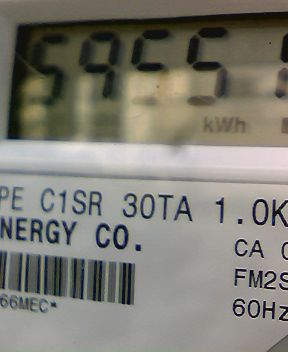 5955
kWh
PE C1SR 30TA 1.0K
NERGY CO.
CA
FM2S
66MEC*
60Hz